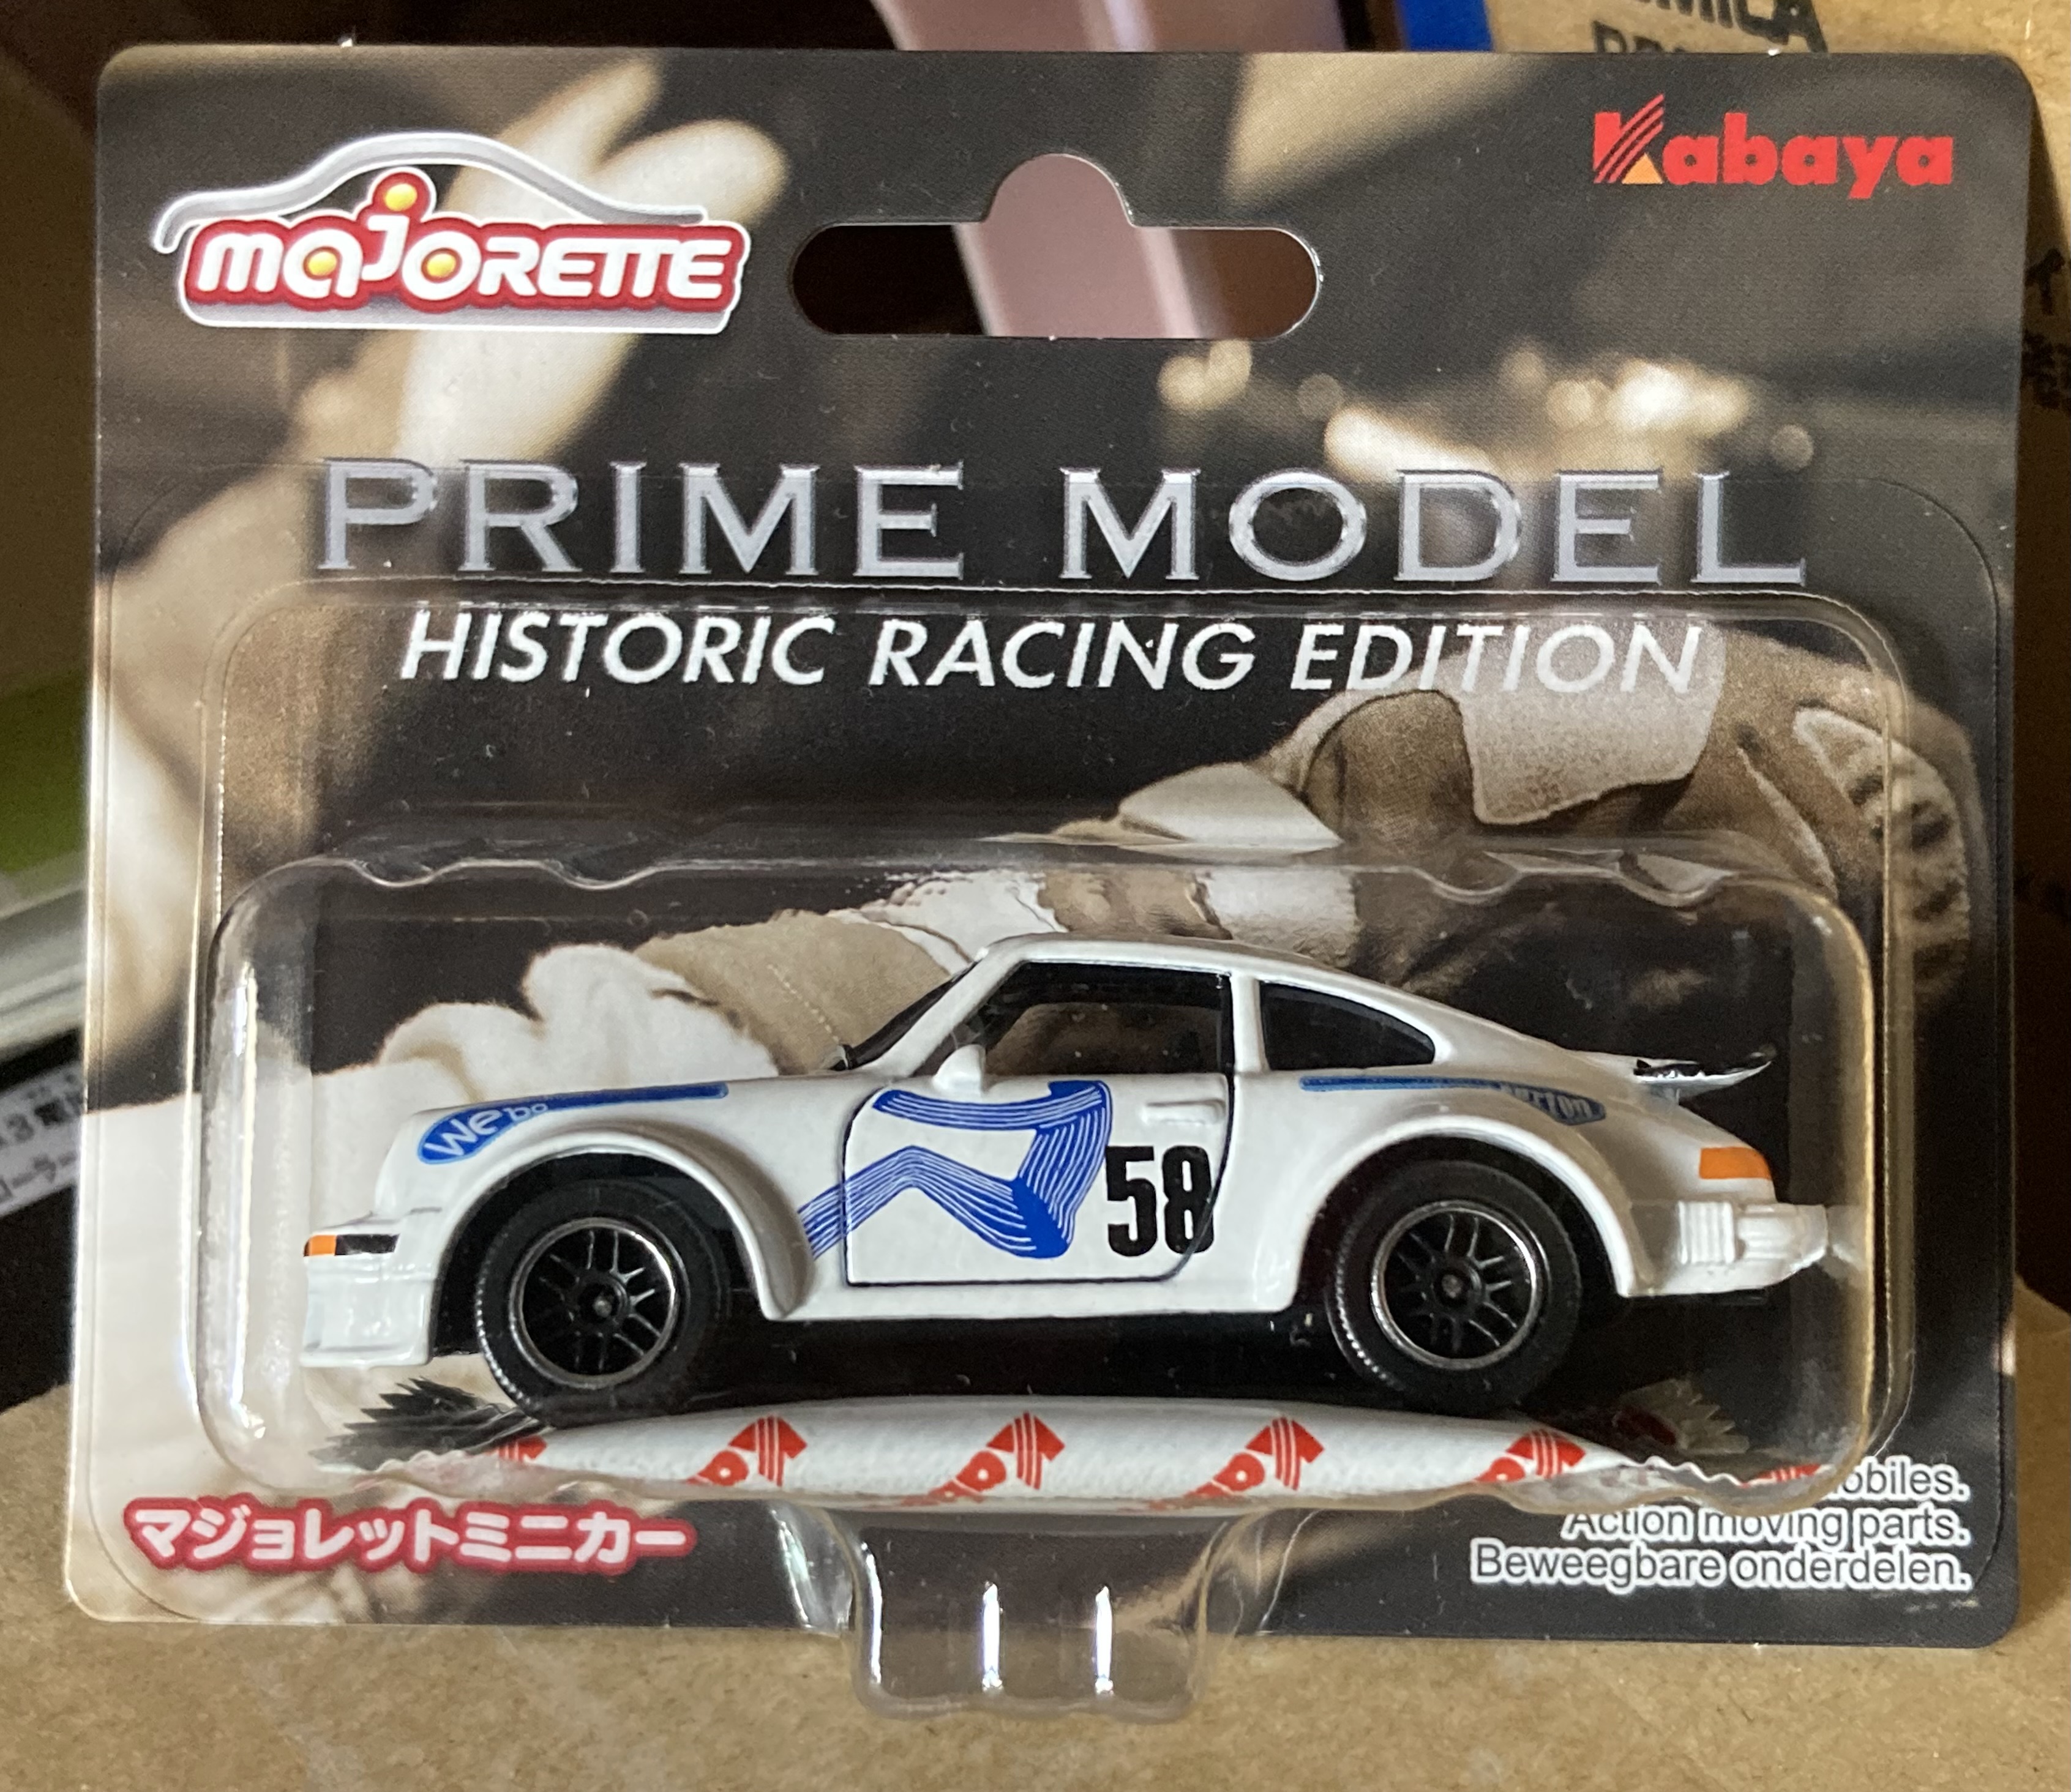 majorette
Kabaya
PRIME MODEL
HISTORIC RACING EDITION
58
マジョレットミニカー
Action moving parts.
Beweegbare onderdelen.